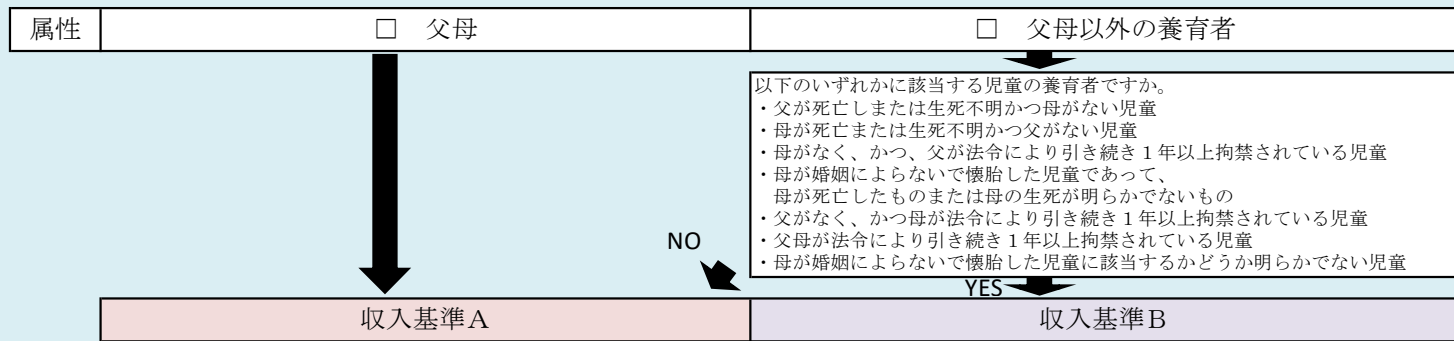 属性
□ 父母
□ 父母以外の養育者
以下のいずれかに該当する児童の養育者ですか。
・父が死亡しまたは生死不明かつ母がない児童
・母が死亡または生死不明かつ父がない児童
・母がなく、かつ、父が法令により引き続き１年以上拘禁されている児童
・母が婚姻によらないで懐胎した児童であって、
母が死亡したものまたは母の生死が明らかでないもの
・父がなく、かつ母が法令により引き続き１年以上拘禁されている児童
・父母が法令により引き続き１年以上拘禁されている児童
・母が婚姻によらないで懐胎した児童に該当するかどうか明らかでない児童
NO
YES
収入基準Ａ
収入基準Ｂ